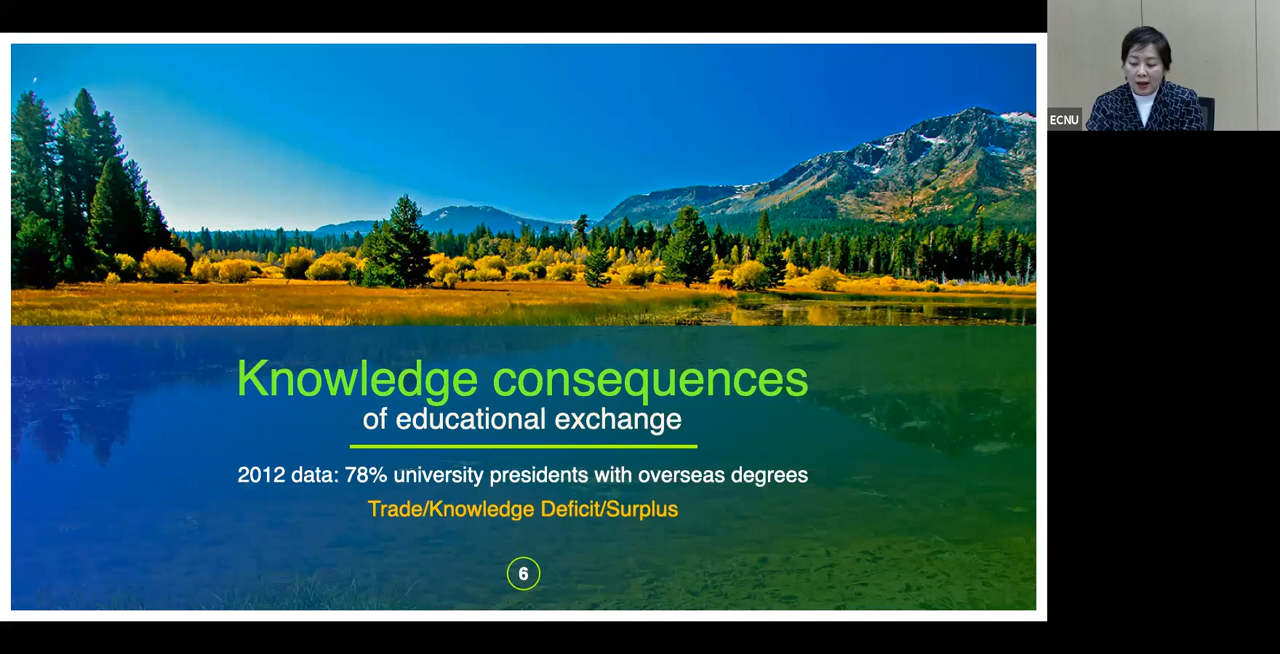 Knowledge consequences
of educational exchange
2012 data: 78% university presidents with overseas degrees
Trade/Knowledge Deficit/Surplus
6
ECNU